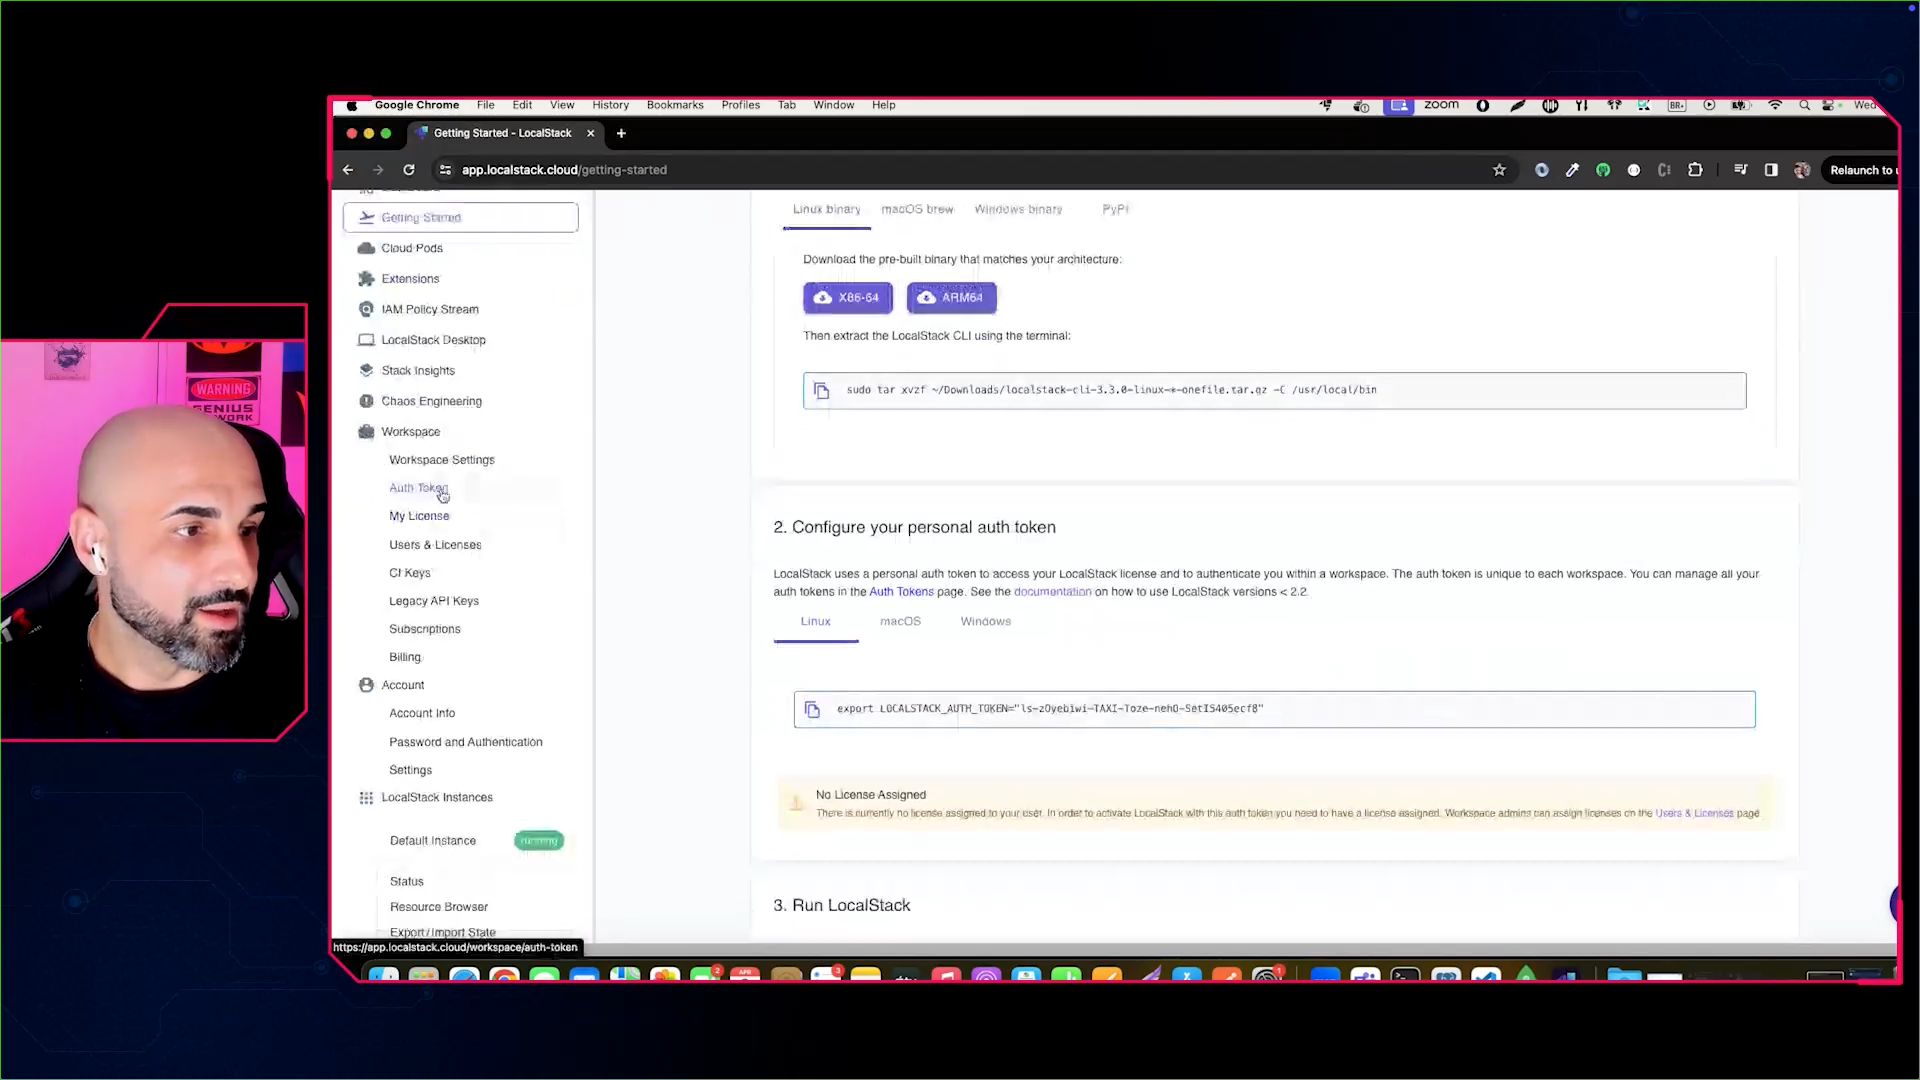 Google Chrome File Edit View History Bookmarks Profiles Tab Window Help
zoom
BR
Wed
Getting Started - LocalStack
app.localstack.cloud/getting-started
Relaunch to u
Getting Started
Cloud Pods
Extensions
IAM Policy Stream
LocalStack Desktop
Stack Insights
Chaos Engineering
Workspace
Workspace Settings
Auth Token
My License
Users & Licenses
CI Keys
Legacy API Keys
Subscriptions
Billing
Account
Account Info
Password and Authentication
Settings
LocalStack Instances
Default Instance running
Status
Resource Browser
Export/Import State
https://app.localstack.cloud/workspace/auth-token
Linux binary macOS brew Windows binary PyPI
Download the pre-built binary that matches your architecture:
X86-64 ARM64
Then extract the LocalStack CLI using the terminal:
sudo tar xvzf ~/Downloads/localstack-cli-3.3.0-linux-*-onefile.tar.gz -C /usr/local/bin
2. Configure your personal auth token
LocalStack uses a personal auth token to access your LocalStack license and to authenticate you within a workspace. The auth token is unique to each workspace. You can manage all your
auth tokens in the Auth Tokens page. See the documentation on how to use LocalStack versions < 2.2.
Linux macOS Windows
export LOCALSTACK_AUTH_TOKEN="ls-zOyebiwi-TAXI-Toze-neh0-SetI5405ecf8"
No License Assigned
There is currently no license assigned to your user. In order to activate LocalStack with this auth token you need to have a license assigned. Workspace admins can assign licenses on the Users & Licenses page
3. Run LocalStack
WARNING
GENIUS
WORK
APR
2
3
1